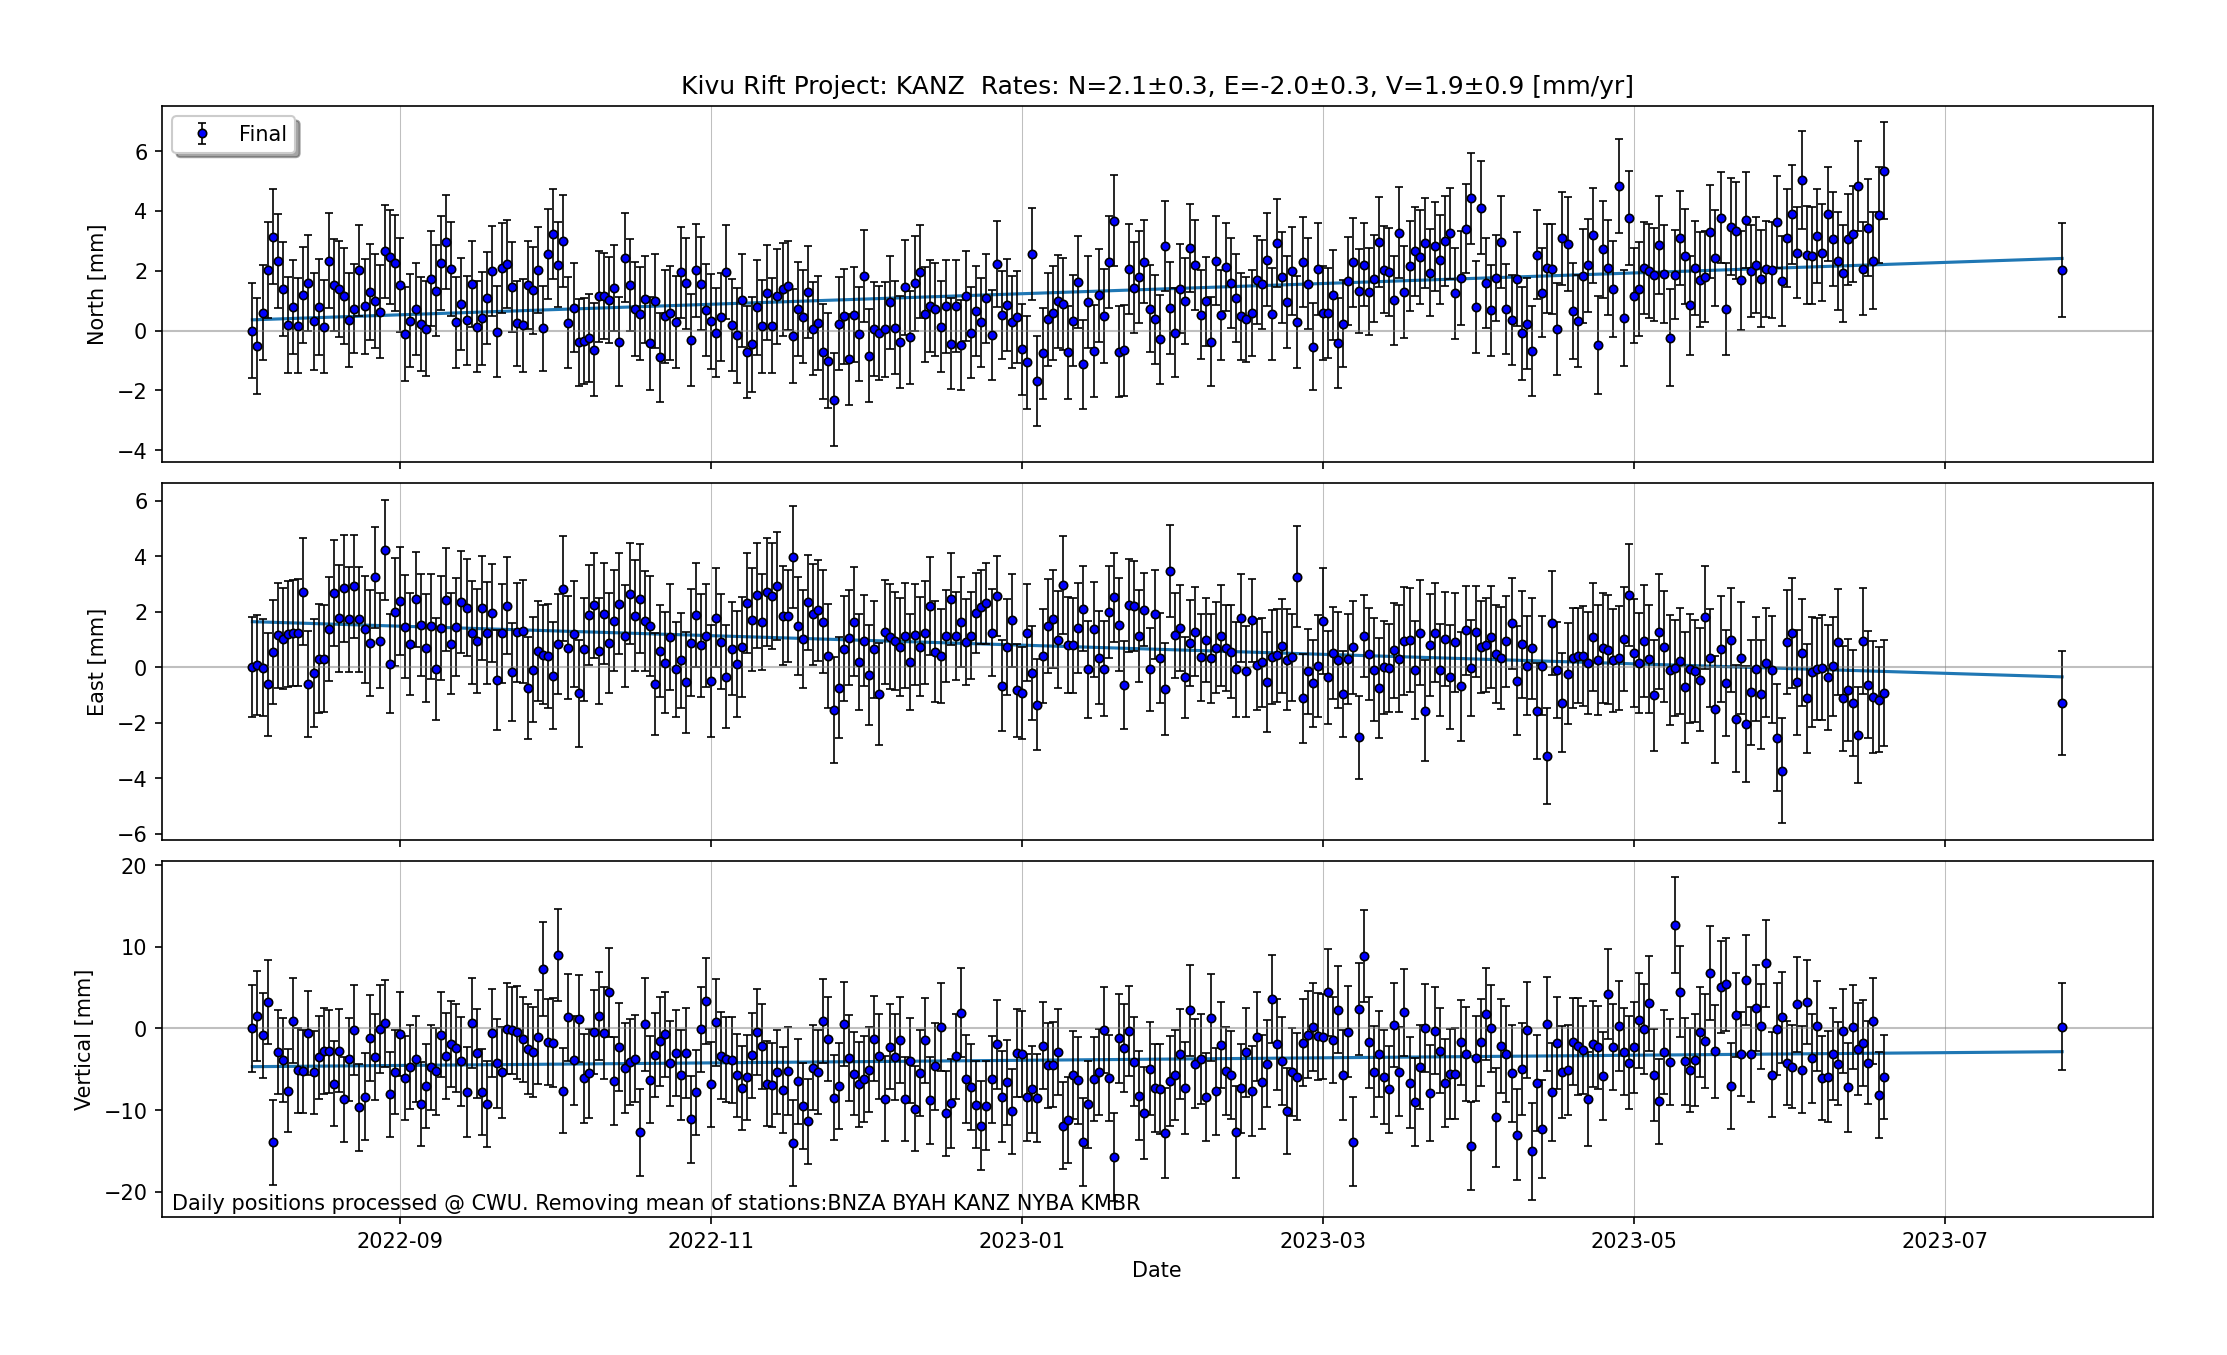 Kivu Rift Project: KANZ  Rates: N=2.1±0.3, E=-2.0±0.3, V=1.9±0.9 [mm/yr]
Final
North [mm]
6
4
2
0
−2
−4
East [mm]
6
4
2
0
−2
−4
−6
Vertical [mm]
20
10
0
−10
−20
Daily positions processed @ CWU. Removing mean of stations:BNZA BYAH KANZ NYBA KMBR
2022-09 2022-11 2023-01 2023-03 2023-05 2023-07
Date